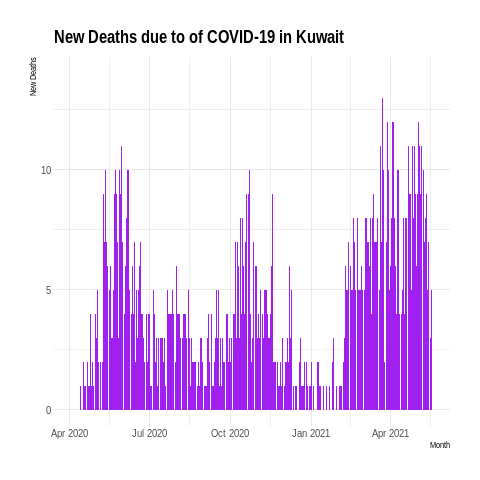 New Deaths due to of COVID-19 in Kuwait
New Deaths
10
5
0
Apr 2020 Jul 2020 Oct 2020 Jan 2021 Apr 2021
Month